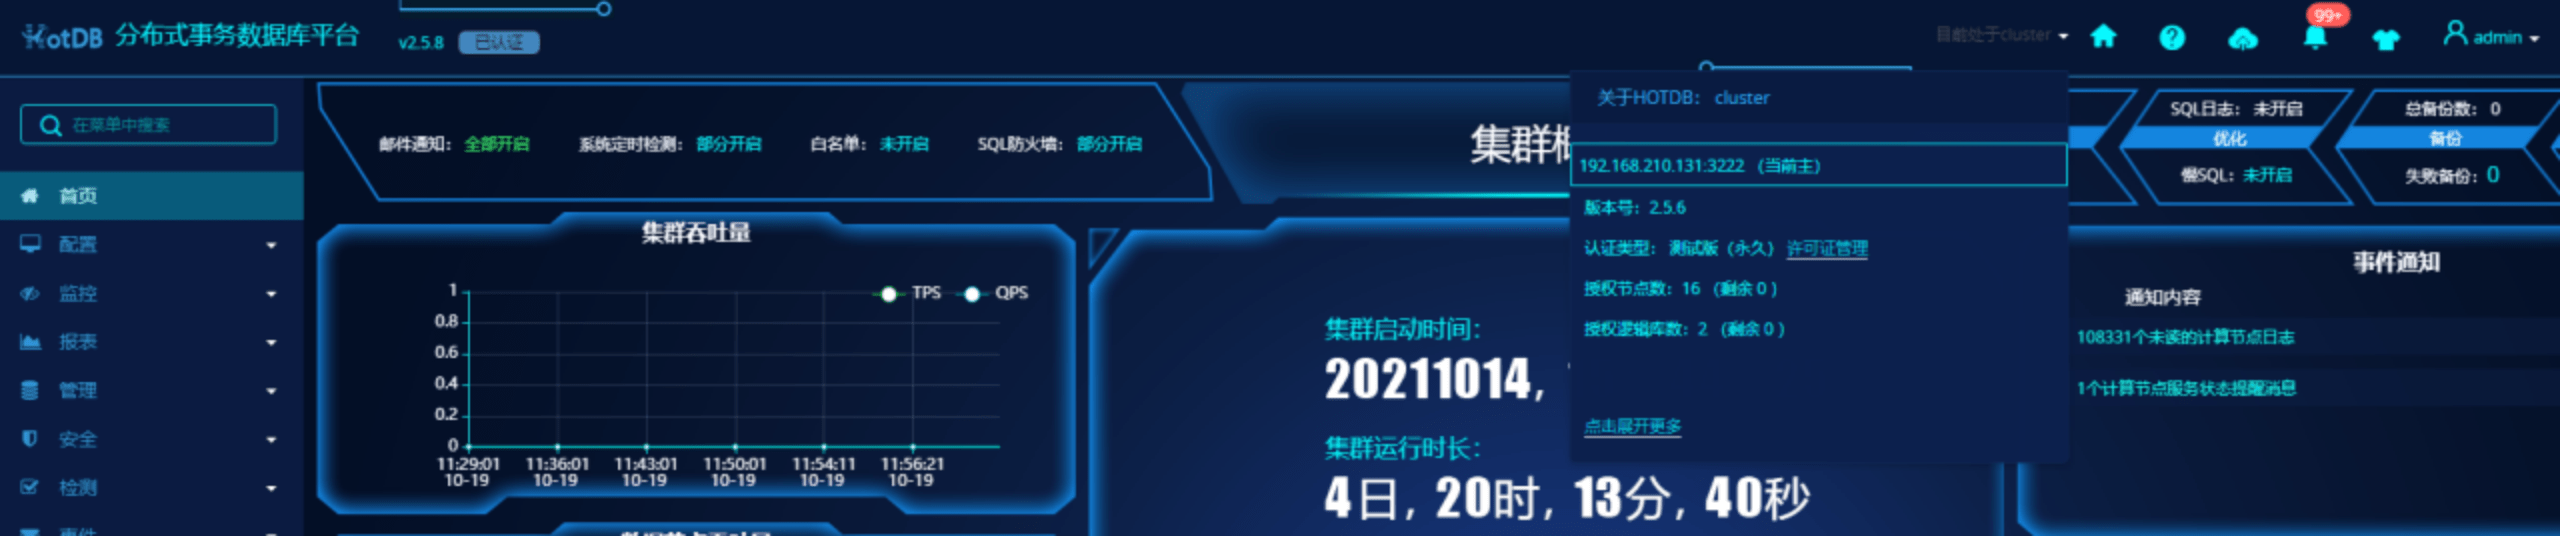 HotDB 分布式事务数据库平台
v2.5.8 已认证
目前处于cluster
99+
admin
在菜单中搜索
首页
配置
监控
报表
管理
安全
检测
事件
邮件通知： 全部开启 系统定时检测： 部分开启 白名单： 未开启 SQL防火墙： 部分开启
集群吞吐量
TPS QPS
1
0.8
0.6
0.4
0.2
0
11:29:01 11:36:01 11:43:01 11:50:01 11:54:11 11:56:21
10-19 10-19 10-19 10-19 10-19 10-19
集群
集群启动时间：
20211014,
集群运行时长：
4日, 20时, 13分, 40秒
关于HOTDB： cluster
192.168.210.131:3222 （当前主）
版本号： 2.5.6
认证类型： 测试版（永久） 许可证管理
授权节点数： 16 （剩余 0 ）
授权逻辑库数： 2 （剩余 0 ）
点击展开更多
SQL日志： 未开启
优化
慢SQL： 未开启
总备份数： 0
备份
失败备份： 0
事件通知
通知内容
108331个未读的计算节点日志
1个计算节点服务状态提醒消息